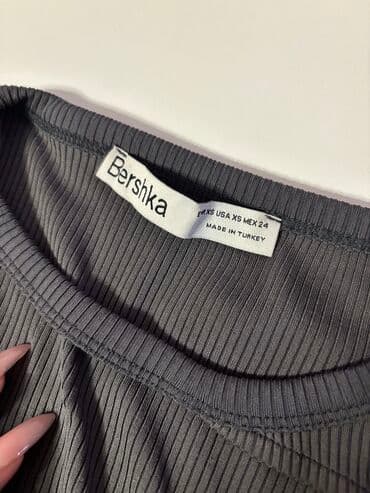 Bershka
EUR XS USA XS MEX 24
MADE IN TURKEY